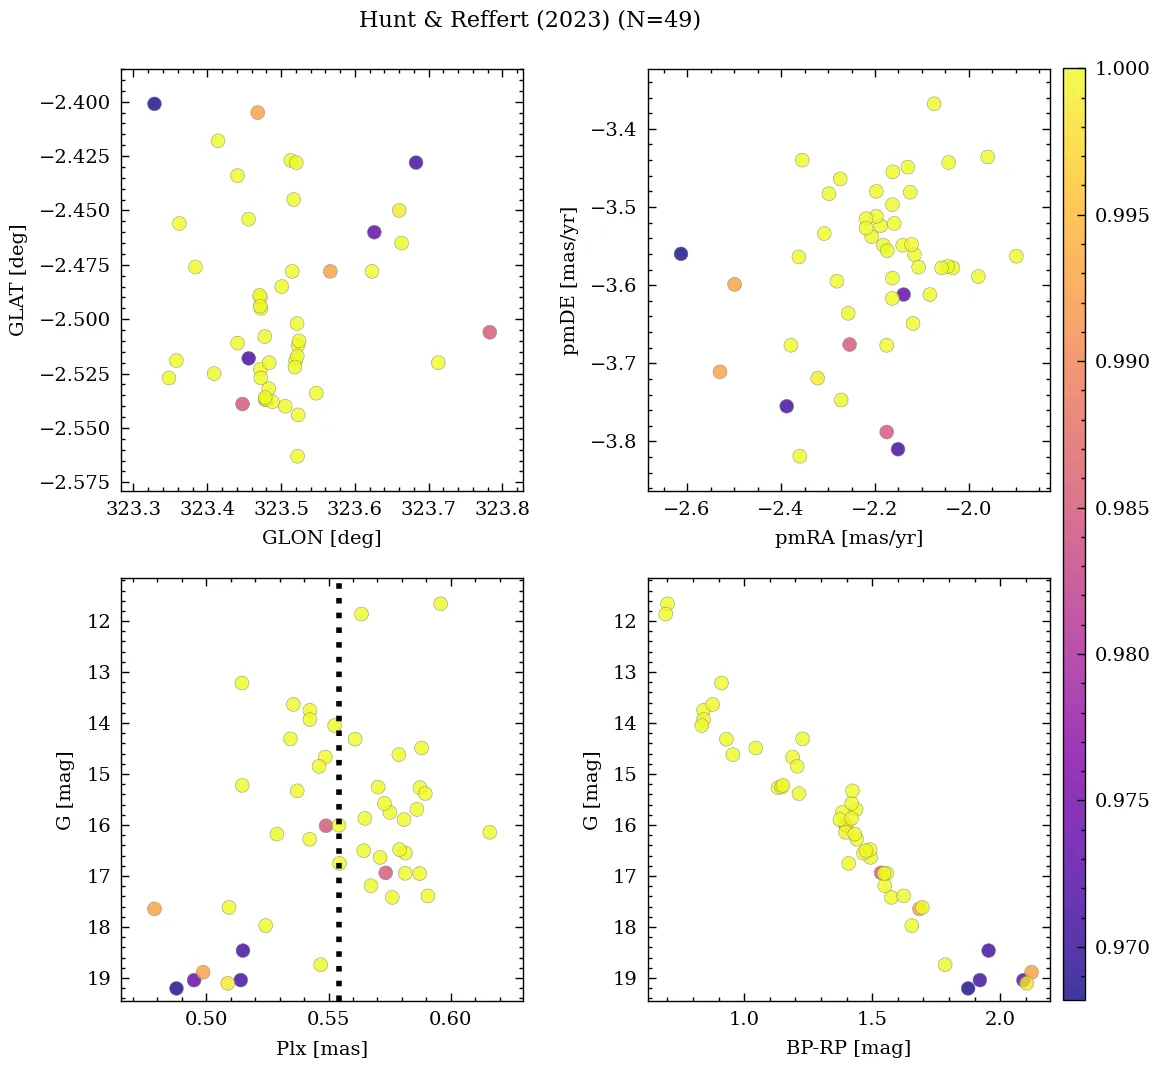 Hunt & Reffert (2023) (N=49)
−2.400
−2.425
−2.450
−2.475
−2.500
−2.525
−2.550
−2.575
GLAT [deg]
323.3 323.4 323.5 323.6 323.7 323.8
GLON [deg]
−3.4
−3.5
−3.6
−3.7
−3.8
pmDE [mas/yr]
−2.6 −2.4 −2.2 −2.0
pmRA [mas/yr]
12
13
14
15
16
17
18
19
G [mag]
0.50 0.55 0.60
Plx [mas]
12
13
14
15
16
17
18
19
G [mag]
1.0 1.5 2.0
BP-RP [mag]
1.000
0.995
0.990
0.985
0.980
0.975
0.970